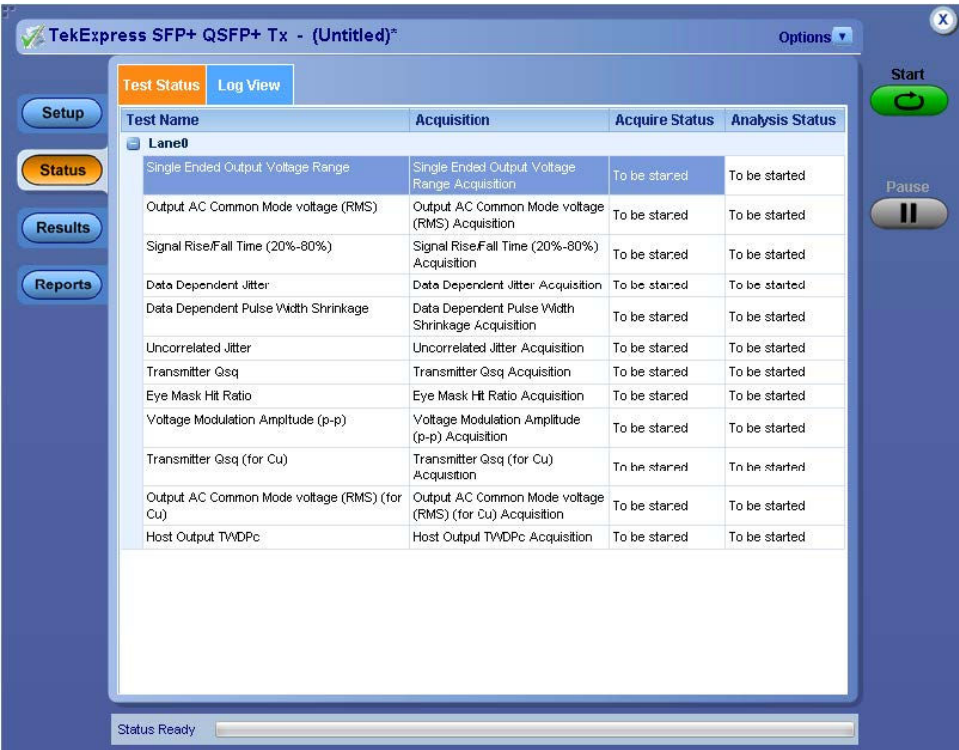 TekExpress SFP+ QSFP+ Tx - (Untitled)*
Options
X
Start
Pause
Setup
Status
Results
Reports
Test Status
Log View
Test Name
Acquisition
Acquire Status
Analysis Status
Lane0
Single Ended Output Voltage Range
Single Ended Output Voltage
Range Acquisition
To be started
To be started
Output AC Common Mode voltage (RMS)
Output AC Common Mode voltage
(RMS) Acquisition
To be started
To be started
Signal Rise/Fall Time (20%-80%)
Signal Rise/Fall Time (20%-80%)
Acquisition
To be started
To be started
Data Dependent Jitter
Data Dependent Jitter Acquisition
To be started
To be started
Data Dependent Pulse Width Shrinkage
Data Dependent Pulse Width
Shrinkage Acquisition
To be started
To be started
Uncorrelated Jitter
Uncorrelated Jitter Acquisition
To be started
To be started
Transmitter Qsq
Transmitter Qsq Acquisition
To be started
To be started
Eye Mask Hit Ratio
Eye Mask Hit Ratio Acquisition
To be started
To be started
Voltage Modulation Amplitude (p-p)
Voltage Modulation Amplitude
(p-p) Acquisition
To be started
To be started
Transmitter Qsq (for Cu)
Transmitter Qsq (for Cu)
Acquisition
To be started
To be started
Output AC Common Mode voltage (RMS) (for
Cu)
Output AC Common Mode voltage
(RMS) (for Cu) Acquisition
To be started
To be started
Host Output TWDPc
Host Output TWDPc Acquisition
To be started
To be started
Status Ready